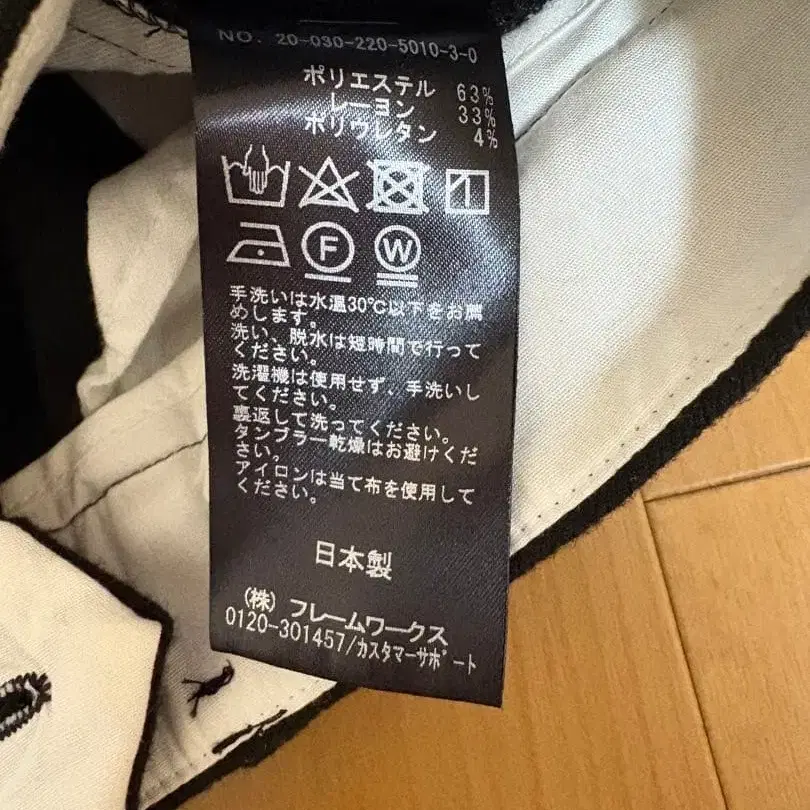 NO. 20-030-220-5010-3-0
ポリエステル 63%
レーヨン 33%
ポリウレタン 4%
F W
手洗いは水温30℃以下をお薦
めします。
洗い、脱水は短時間で行って
ください。
洗濯機は使用せず、手洗いし
てください。
裏返して洗ってください。
タンブラー乾燥はお避けくだ
さい。
アイロンは当て布を使用して
ください。
日本製
(株) フレームワークス
0120-301457/カスタマーサポート